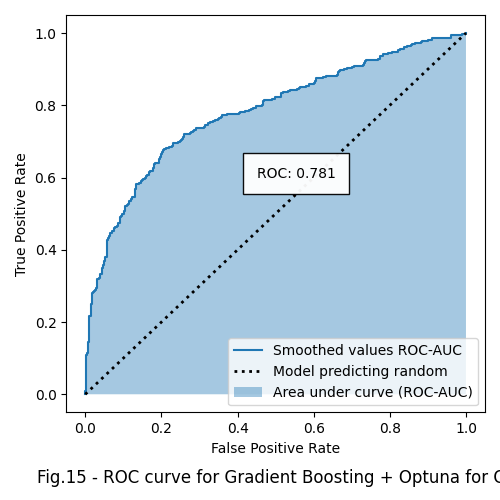 1.0
0.8
0.6
0.4
0.2
0.0
True Positive Rate
ROC: 0.781
Smoothed values ROC-AUC
Model predicting random
Area under curve (ROC-AUC)
0.0 0.2 0.4 0.6 0.8 1.0
False Positive Rate
Fig.15 - ROC curve for Gradient Boosting + Optuna for